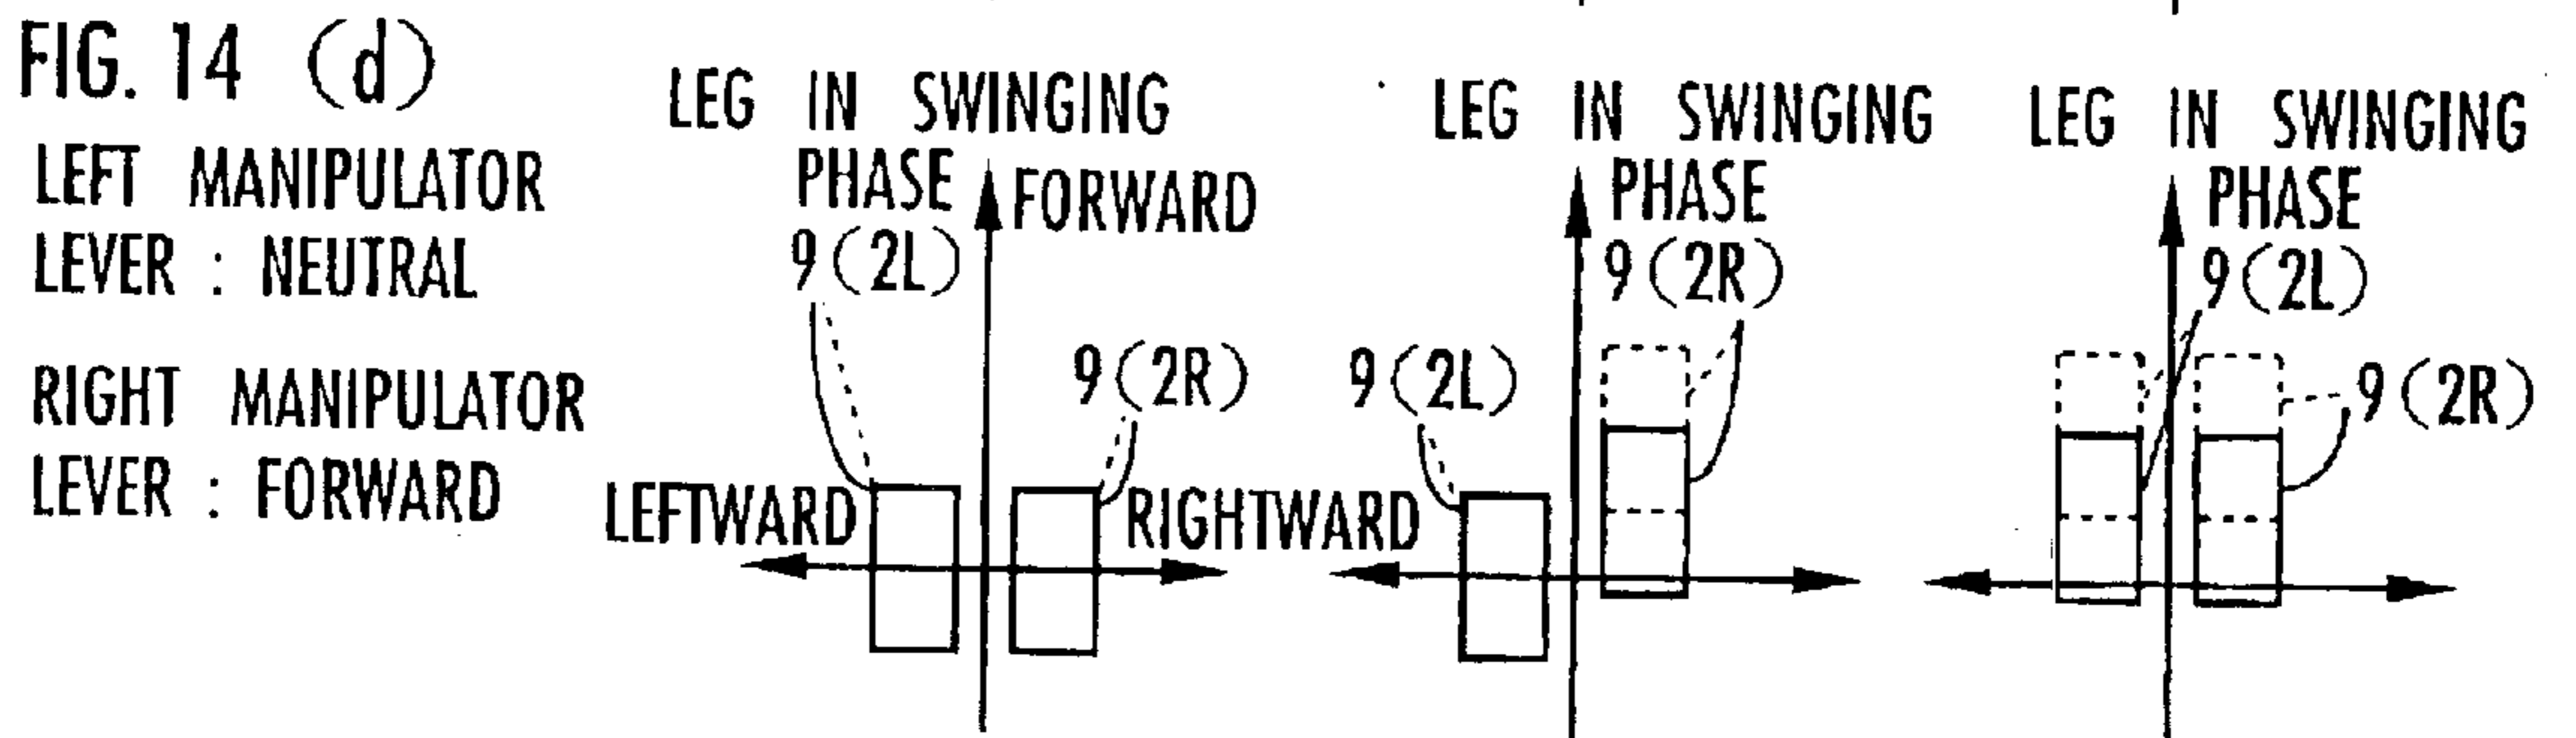 FIG. 14 (d)
LEFT MANIPULATOR
LEVER : NEUTRAL
RIGHT MANIPULATOR
LEVER : FORWARD
LEG IN SWINGING
PHASE
9(2L)
FORWARD
9(2R)
LEFTWARD
RIGHTWARD
LEG IN SWINGING
PHASE
9(2R)
9(2L)
LEG IN SWINGING
PHASE
9(2L)
9(2R)